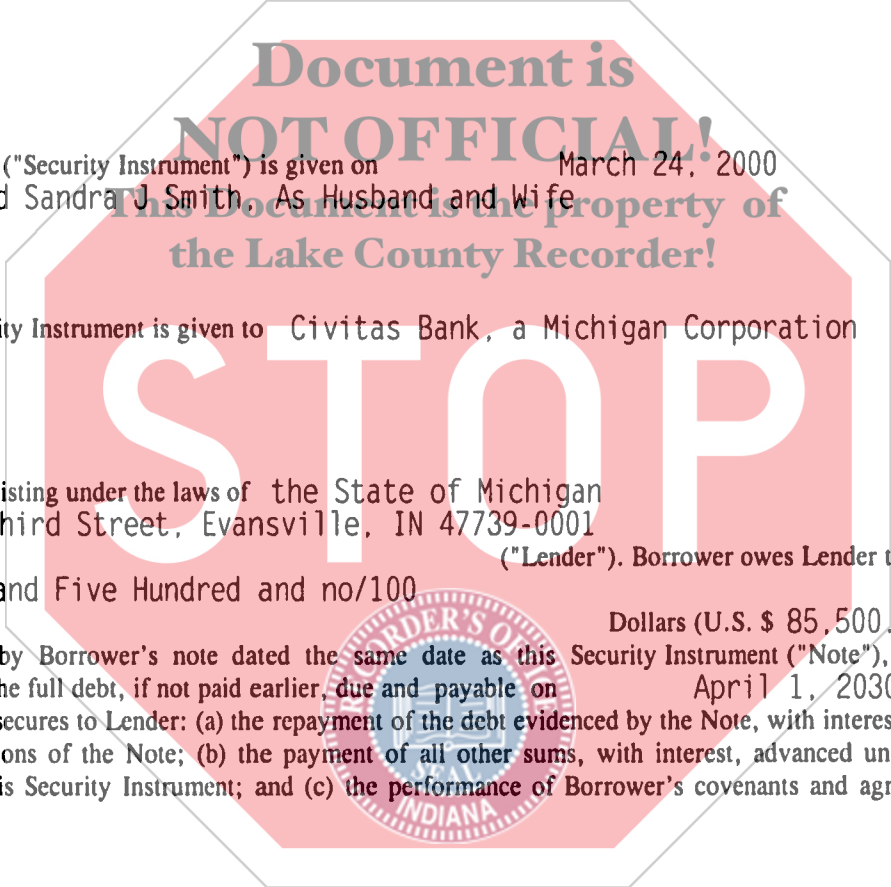 Document is
NOT OFFICIAL!
This Document is the property of
the Lake County Recorder!
STOP
("Security Instrument") is given on March 24, 2000
d Sandra J Smith, As Husband and Wife
ity Instrument is given to Civitas Bank, a Michigan Corporation
isting under the laws of the State of Michigan
hird Street, Evansville, IN 47739-0001
("Lender"). Borrower owes Lender t
and Five Hundred and no/100
Dollars (U.S. $ 85,500.
by Borrower's note dated the same date as this Security Instrument ("Note"),
he full debt, if not paid earlier, due and payable on April 1, 2030
secures to Lender: (a) the repayment of the debt evidenced by the Note, with interes
ons of the Note; (b) the payment of all other sums, with interest, advanced un
is Security Instrument; and (c) the performance of Borrower's covenants and agr
RECORDER'S OFFICE
SEAL
INDIANA